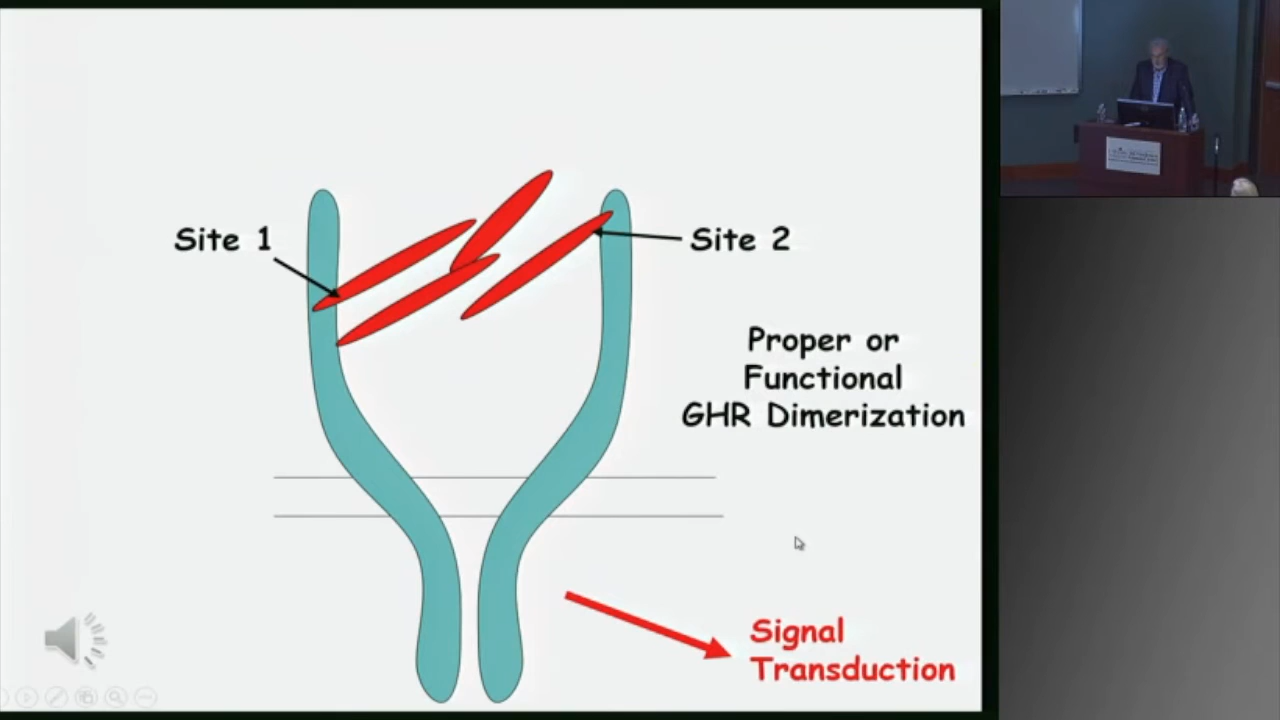 Site 1
Site 2
Proper or
Functional
GHR Dimerization
Signal
Transduction